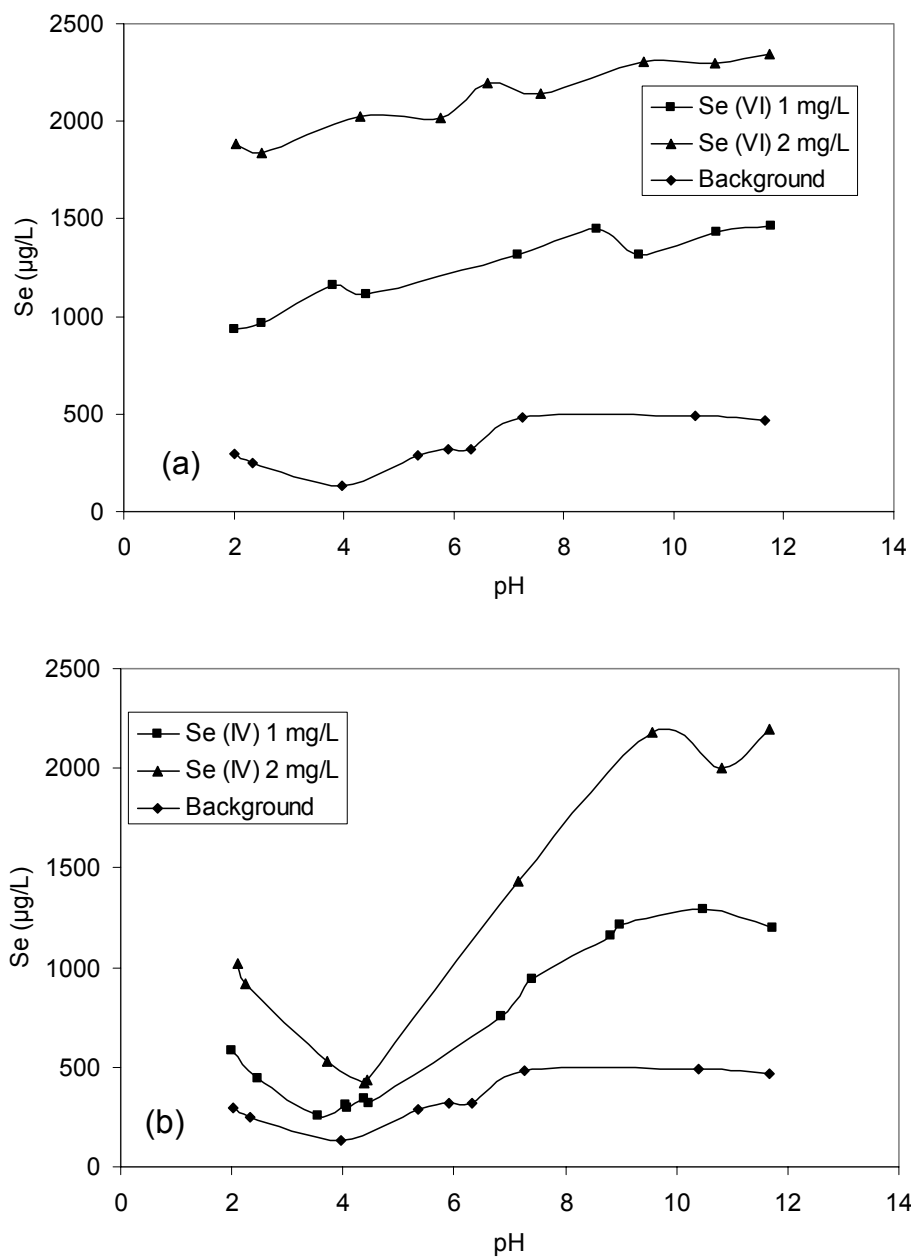 2500
2000
1500
1000
500
0
Se (µg/L)
Se (VI) 1 mg/L
Se (VI) 2 mg/L
Background
(a)
0 2 4 6 8 10 12 14
pH
2500
2000
1500
1000
500
0
Se (µg/L)
Se (IV) 1 mg/L
Se (IV) 2 mg/L
Background
(b)
0 2 4 6 8 10 12 14
pH